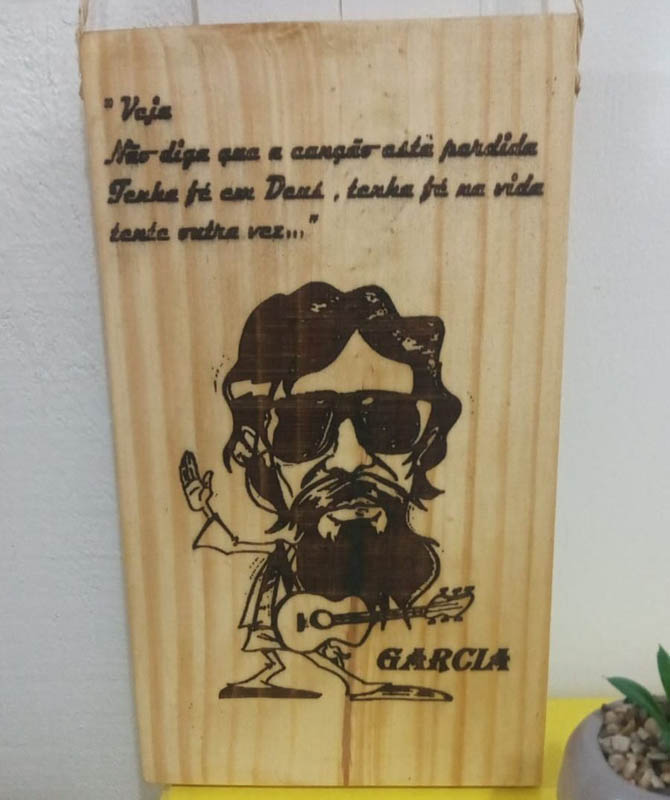 " Veja
Não diga que a canção está perdida
Tenha fé em Deus , tenha fé na vida
tente outra vez..."
GARCIA